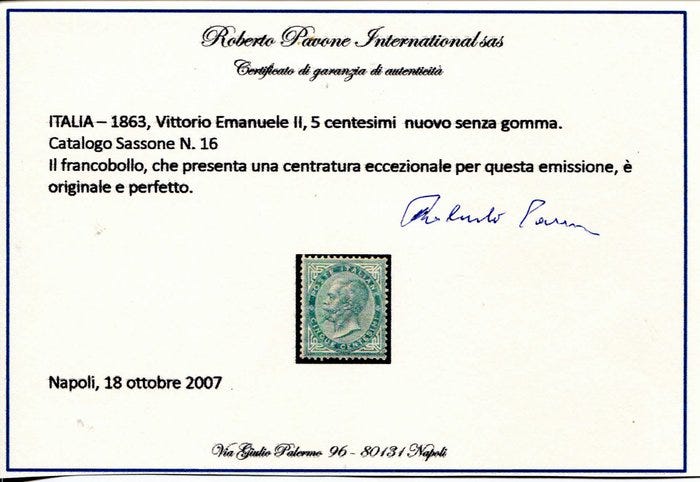 Roberto Pavone International sas
Certificato di garanzia di autenticità
ITALIA – 1863, Vittorio Emanuele II, 5 centesimi nuovo senza gomma.
Catalogo Sassone N. 16
Il francobollo, che presenta una centratura eccezionale per questa emissione, è
originale e perfetto.
Roberto Pavone
POSTE ITALIANE
CINQUE CENTESIMI
Napoli, 18 ottobre 2007
Via Giulio Palermo 96 - 80131 Napoli